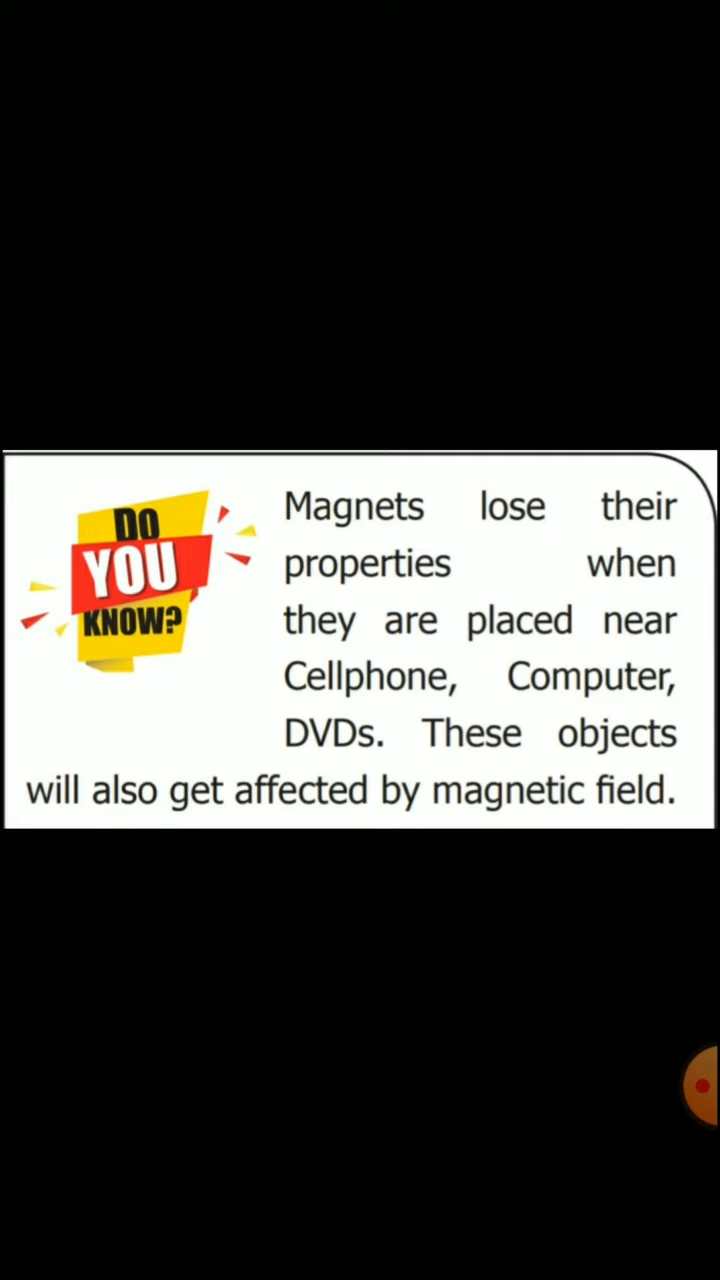 DO
YOU
KNOW?
Magnets lose their
properties when
they are placed near
Cellphone, Computer,
DVDs. These objects
will also get affected by magnetic field.